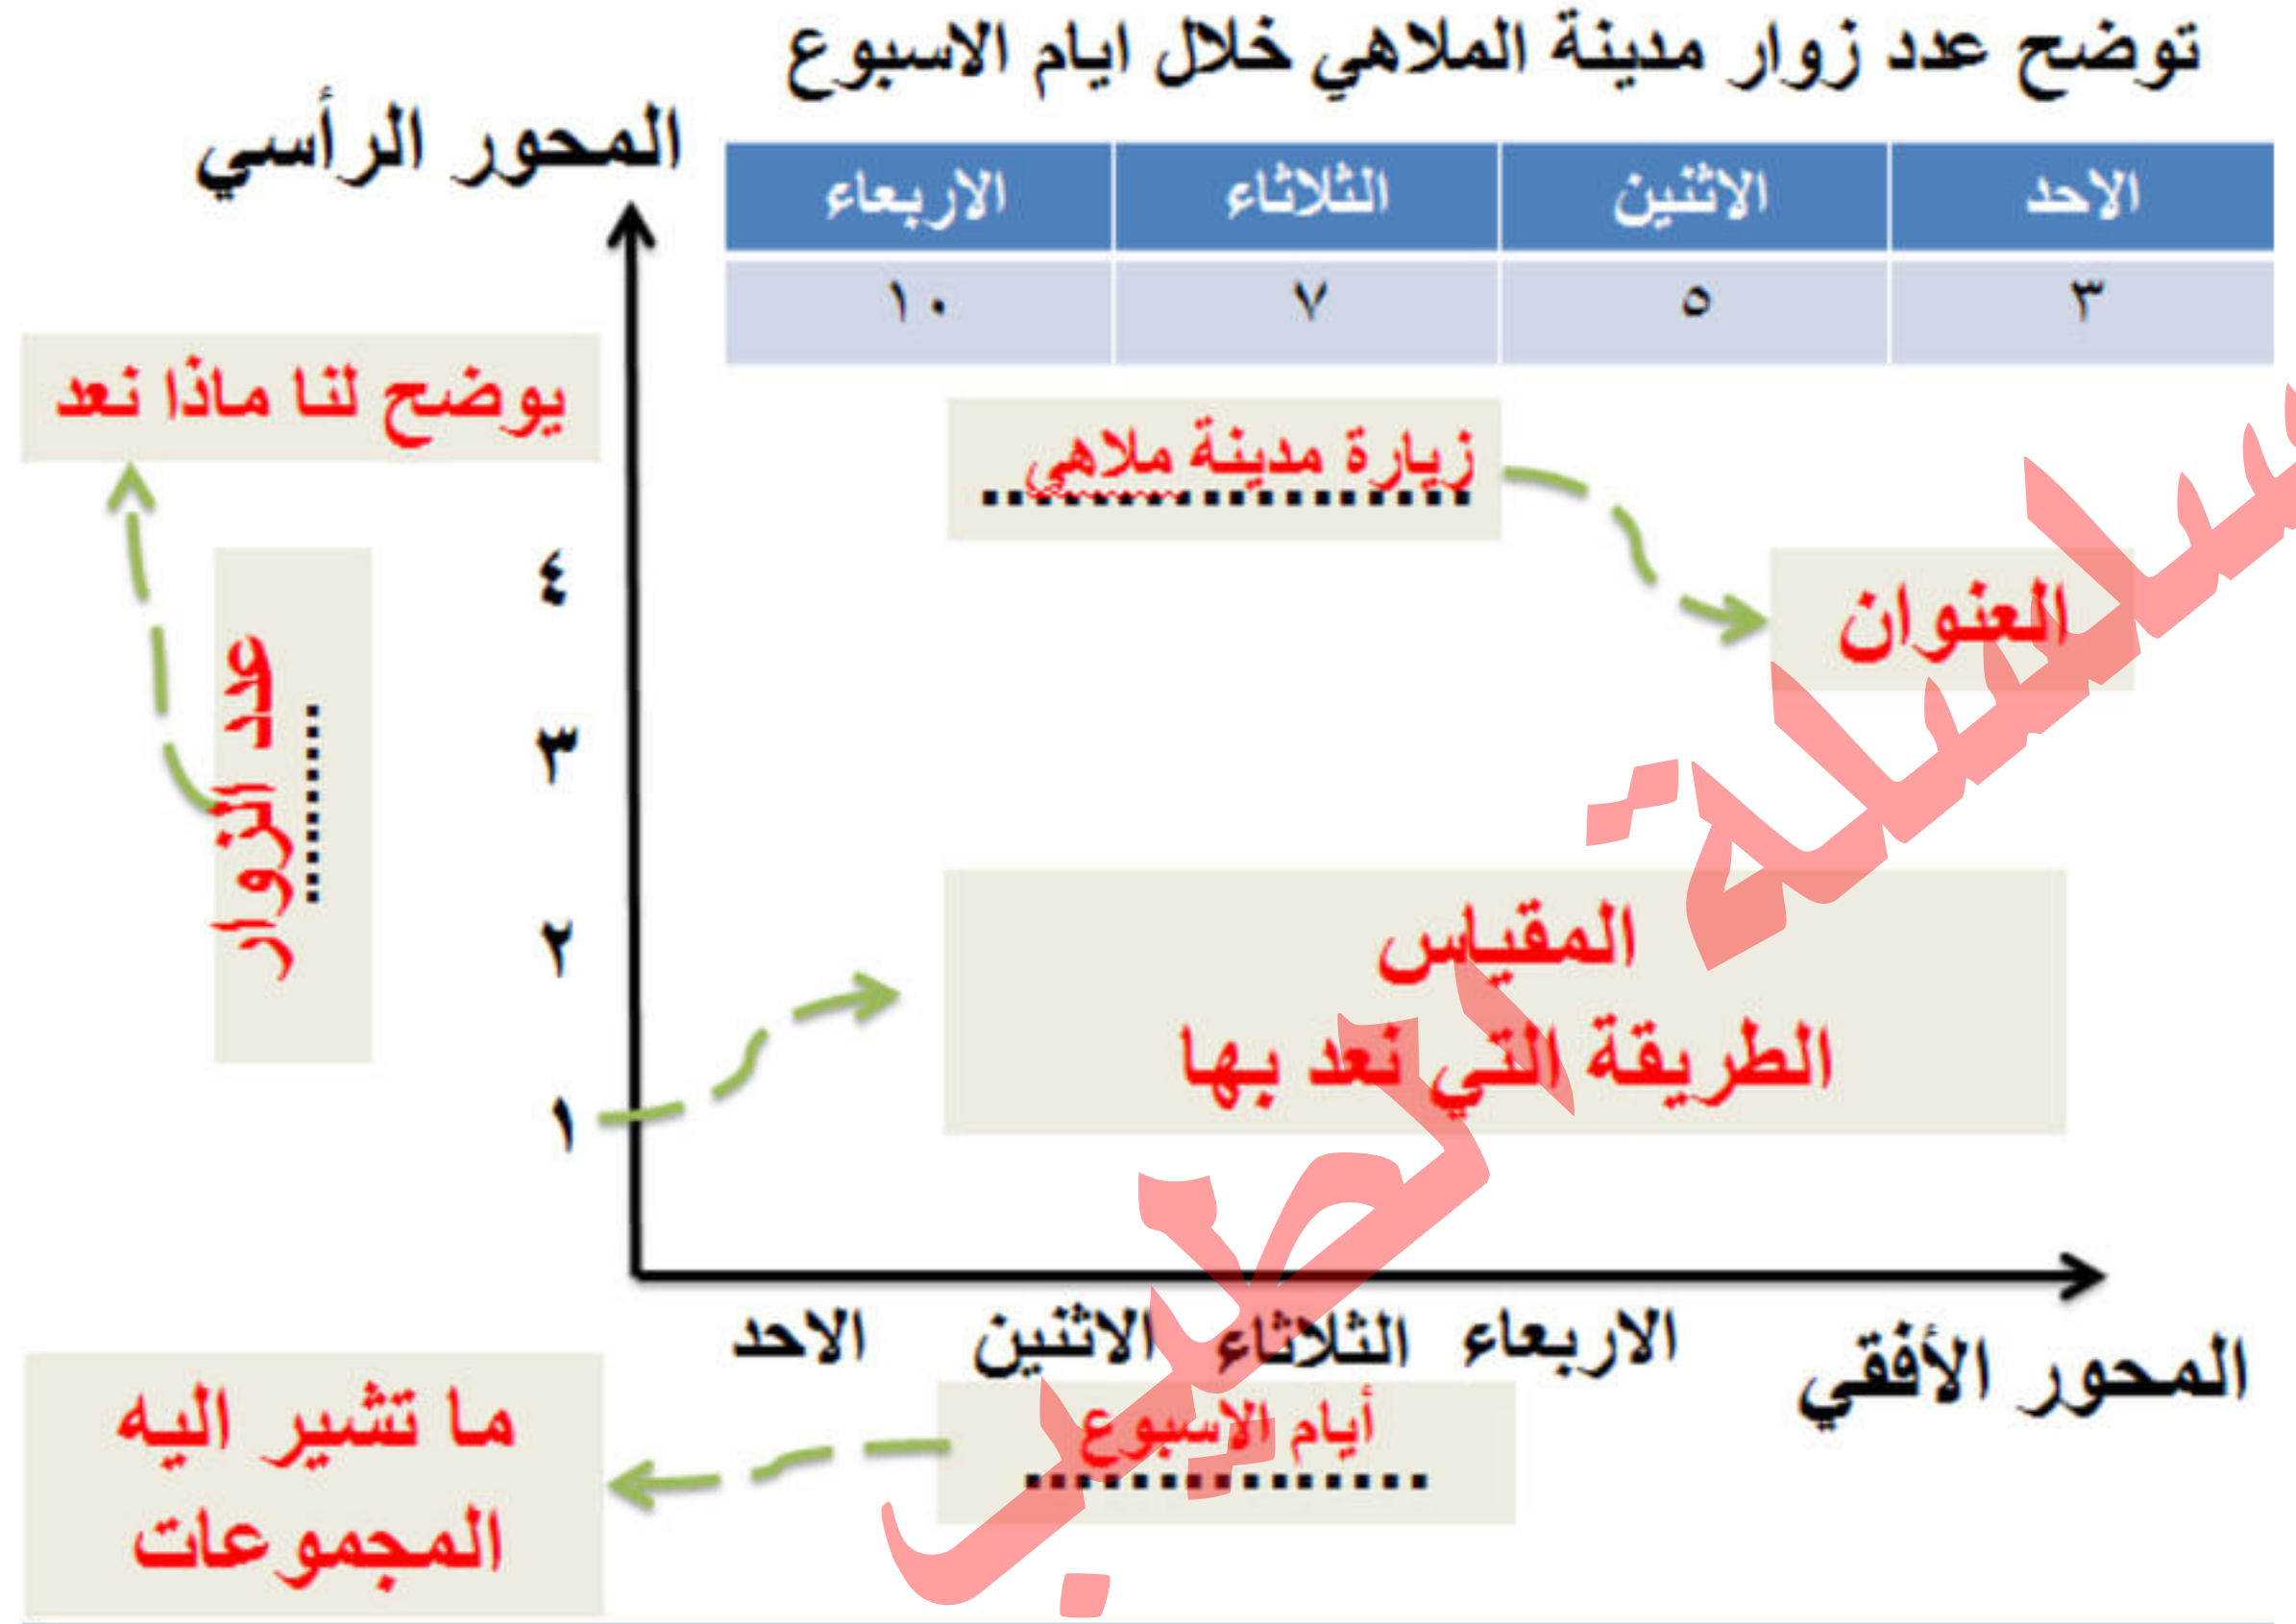 توضح عدد زوار مدينة الملاهي خلال ايام الاسبوع
المحور الرأسي
الاحد الاثنين الثلاثاء الاربعاء
٣ ٥ ٧ ١٠
يوضح لنا ماذا نعد
زيارة مدينة ملاهي
....................
العنوان
٤
٣
٢
١
عدد الزوار
...........
المقياس
الطريقة التي نعد بها
الاحد الاثنين الثلاثاء الاربعاء
المحور الأفقي
أيام الاسبوع
...............
ما تشير اليه
المجموعات